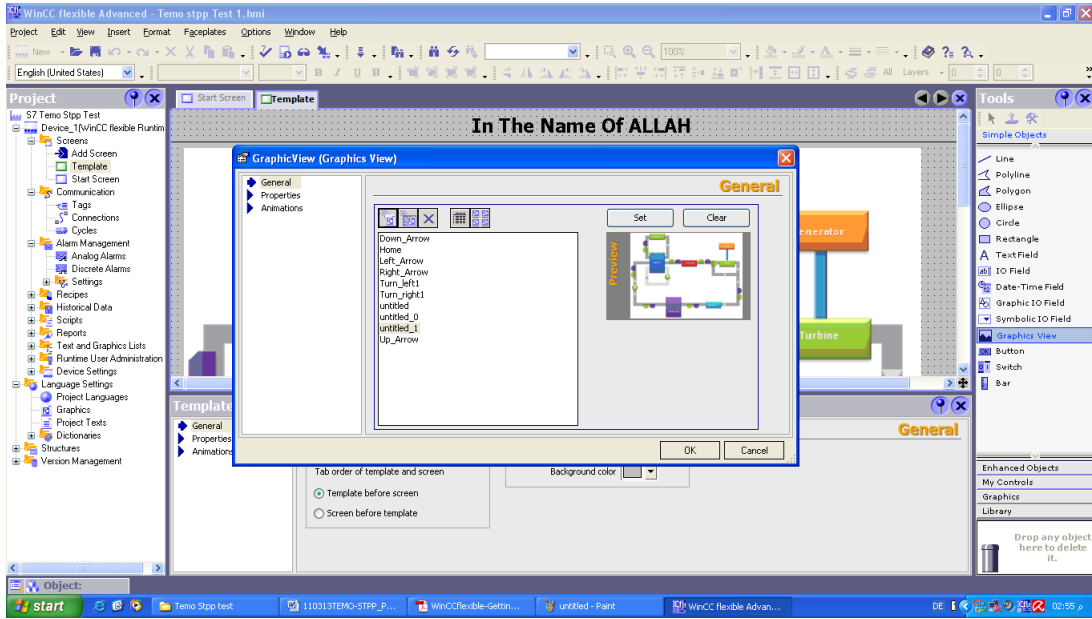 WinCC flexible Advanced - Temo stpp Test 1.hmi
Project Edit View Insert Format Faceplates Options Window Help
New 100%
English (United States) B I U B All Layers 0 0
Project
S7 Temo Stpp Test
Device_1(WinCC flexible Runtim
Screens
Add Screen
Template
Start Screen
Communication
Tags
Connections
Cycles
Alarm Management
Analog Alarms
Discrete Alarms
Settings
Recipes
Historical Data
Scripts
Reports
Text and Graphics Lists
Runtime User Administration
Device Settings
Language Settings
Project Languages
Graphics
Project Texts
Dictionaries
Structures
Version Management
Start Screen Template
In The Name Of ALLAH
enerator
Turbine
GraphicView (Graphics View)
General
Properties
Animations
General
Set Clear
Down_Arrow
Home
Left_Arrow
Right_Arrow
Turn_left1
Turn_right1
untitled
untitled_0
untitled_1
Up_Arrow
Preview
OK Cancel
Template
General
Properties
Animations
General
Tab order of template and screen
Template before screen
Screen before template
Background color
Tools
Simple Objects
Line
Polyline
Polygon
Ellipse
Circle
Rectangle
A TextField
IO Field
Date-Time Field
Graphic IO Field
Symbolic IO Field
Graphics View
Button
Switch
Bar
Enhanced Objects
My Controls
Graphics
Library
Drop any object
here to delete
it.
Object:
start Temo Stpp test 110313TEMO-STPP_P... WinCCflexible-Gettin... untitled - Paint WinCC flexible Advan... DE 02:55 م